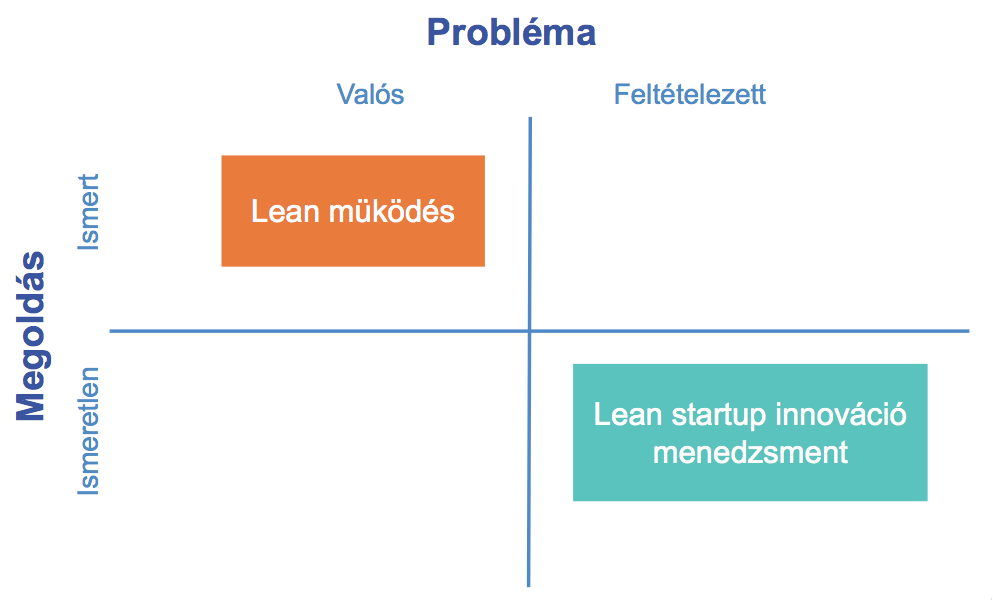 Probléma
Valós
Feltételezett
Megoldás
Ismert
Lean müködés
Ismeretlen
Lean startup innováció
menedzsment